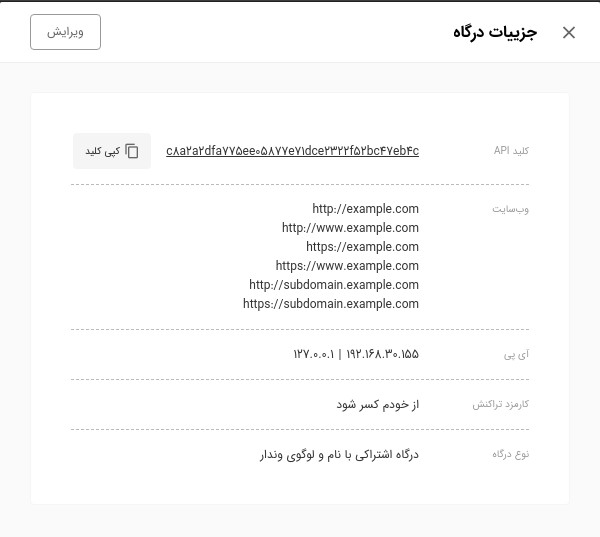 جزییات درگاه
ویرایش
کلید API
c۸a۲a۲dfa۷۷۵ee۰۵۸۷۷e۷۱dce۲۳۲۲f۵۲bc۴۷eb۴c
کپی کلید
وب‌سایت
http://example.com
http://www.example.com
https://example.com
https://www.example.com
http://subdomain.example.com
https://subdomain.example.com
آی پی
۱۹۲.۱۶۸.۳۰.۱۵۵ | ۱۲۷.۰.۰.۱
کارمزد تراکنش
از خودم کسر شود
نوع درگاه
درگاه اشتراکی با نام و لوگوی وندار